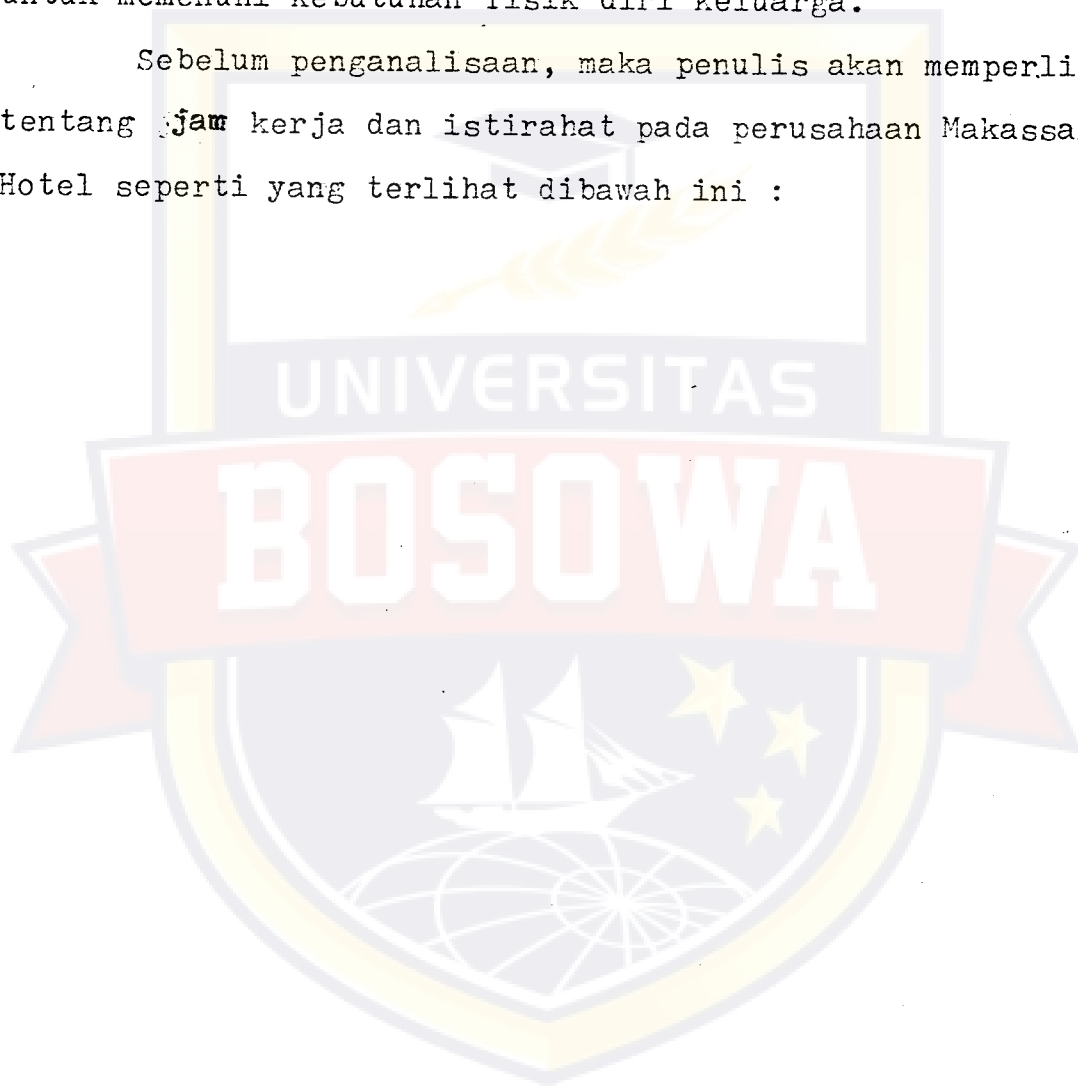 untuk memenuhi kebutuhan fisik diri keluarga.
Sebelum penganalisaan, maka penulis akan memperli
tentang jam kerja dan istirahat pada perusahaan Makassa
Hotel seperti yang terlihat dibawah ini :
UNIVERSITAS
BOSOWA